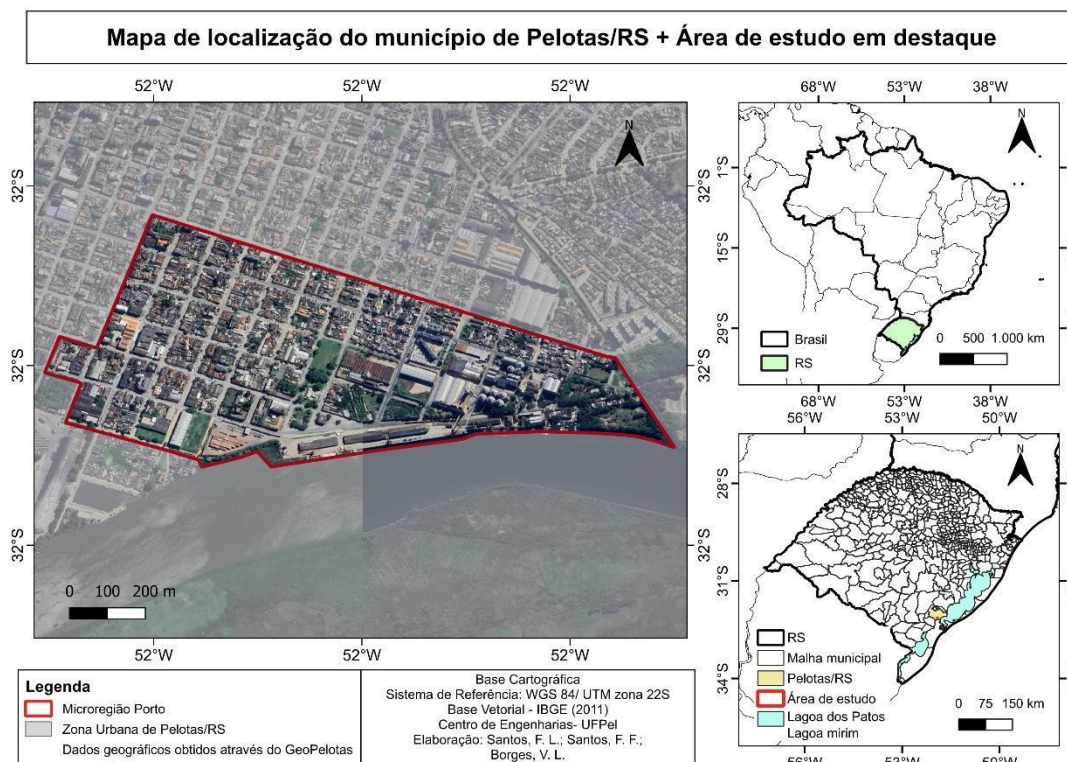 Mapa de localização do município de Pelotas/RS + Área de estudo em destaque
52°W 52°W 52°W
32°S
32°S
32°S
N
32°S
32°S
32°S
0 100 200 m
52°W 52°W 52°W
68°W 53°W 38°W
N
1°S
15°S
29°S
Brasil
RS
0 500 1.000 km
68°W 53°W 38°W
56°W 53°W 50°W
N
28°S
31°S
34°S
RS
Malha municipal
Pelotas/RS
Área de estudo
Lagoa dos Patos
Lagoa mirim
0 75 150 km
56°W 53°W 50°W
Legenda
Microregião Porto
Zona Urbana de Pelotas/RS
Dados geográficos obtidos através do GeoPelotas
Base Cartográfica
Sistema de Referência: WGS 84/ UTM zona 22S
Base Vetorial - IBGE (2011)
Centro de Engenharias- UFPel
Elaboração: Santos, F. L.; Santos, F. F.;
Borges, V. L.